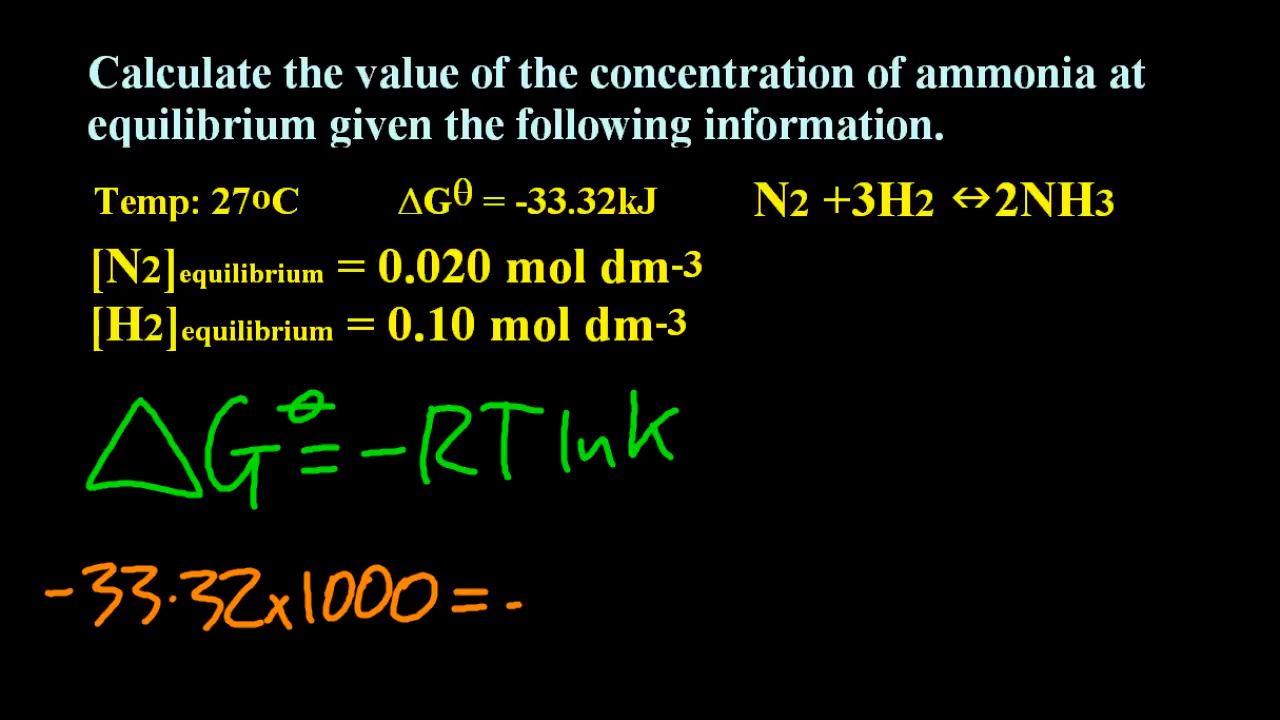 Calculate the value of the concentration of ammonia at
equilibrium given the following information.
Temp: 27oC ΔGθ = -33.32kJ N2 +3H2 ↔2NH3
[N2]equilibrium = 0.020 mol dm-3
[H2]equilibrium = 0.10 mol dm-3
ΔGθ = -RT lnK
-33.32x1000 = -